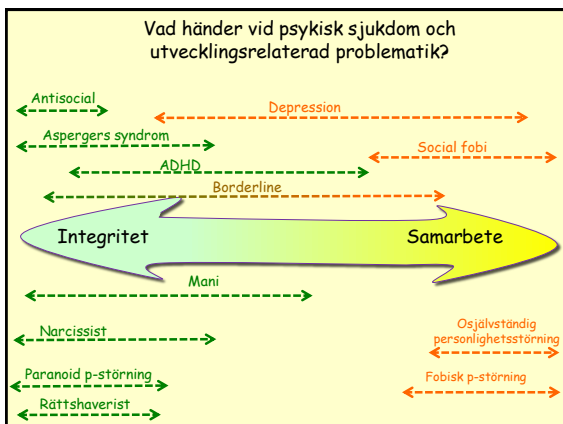 Vad händer vid psykisk sjukdom och
utvecklingsrelaterad problematik?
Antisocial
Depression
Aspergers syndrom
Social fobi
ADHD
Borderline
Integritet
Samarbete
Mani
Narcissist
Osjälvständig
personlighetsstörning
Paranoid p-störning
Fobisk p-störning
Rättshaverist